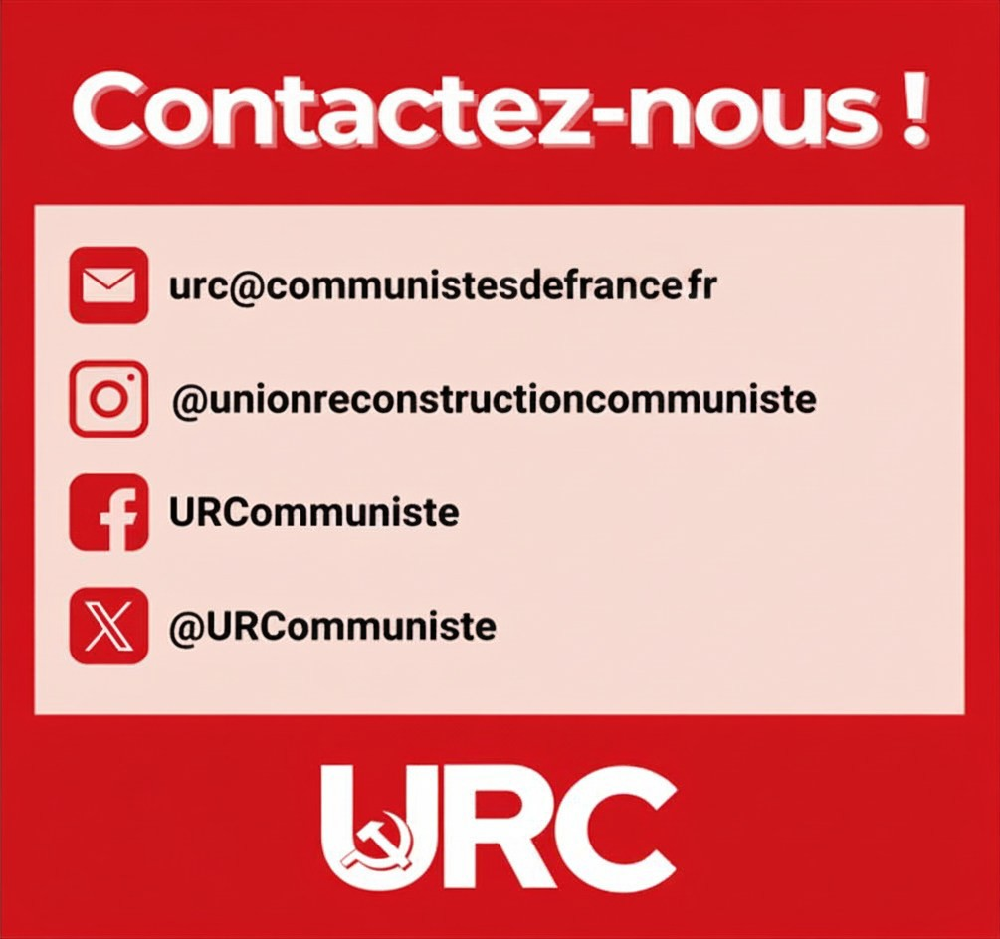 Contactez-nous !
urc@communistesdefrance fr
@unionreconstructioncommuniste
URCommuniste
@URCommuniste
URC